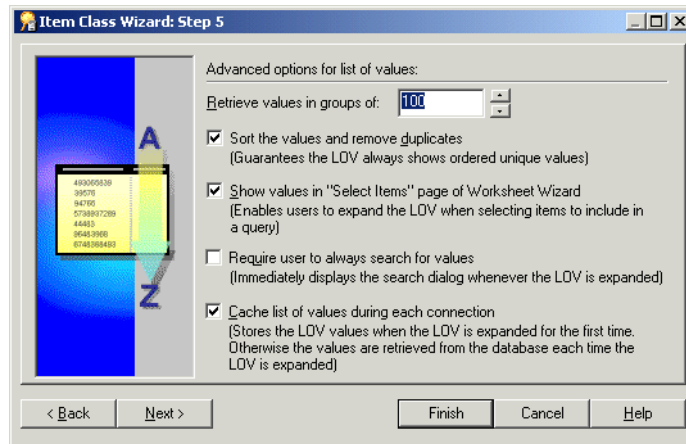 Item Class Wizard: Step 5
Advanced options for list of values:
Retrieve values in groups of: 100
Sort the values and remove duplicates
(Guarantees the LOV always shows ordered unique values)
Show values in "Select Items" page of Worksheet Wizard
(Enables users to expand the LOV when selecting items to include in
a query)
Require user to always search for values
(Immediately displays the search dialog whenever the LOV is expanded)
Cache list of values during each connection
(Stores the LOV values when the LOV is expanded for the first time.
Otherwise the values are retrieved from the database each time the
LOV is expanded)
A
39576
94766
5738937289
44463
Z
< Back
Next >
Finish
Cancel
Help